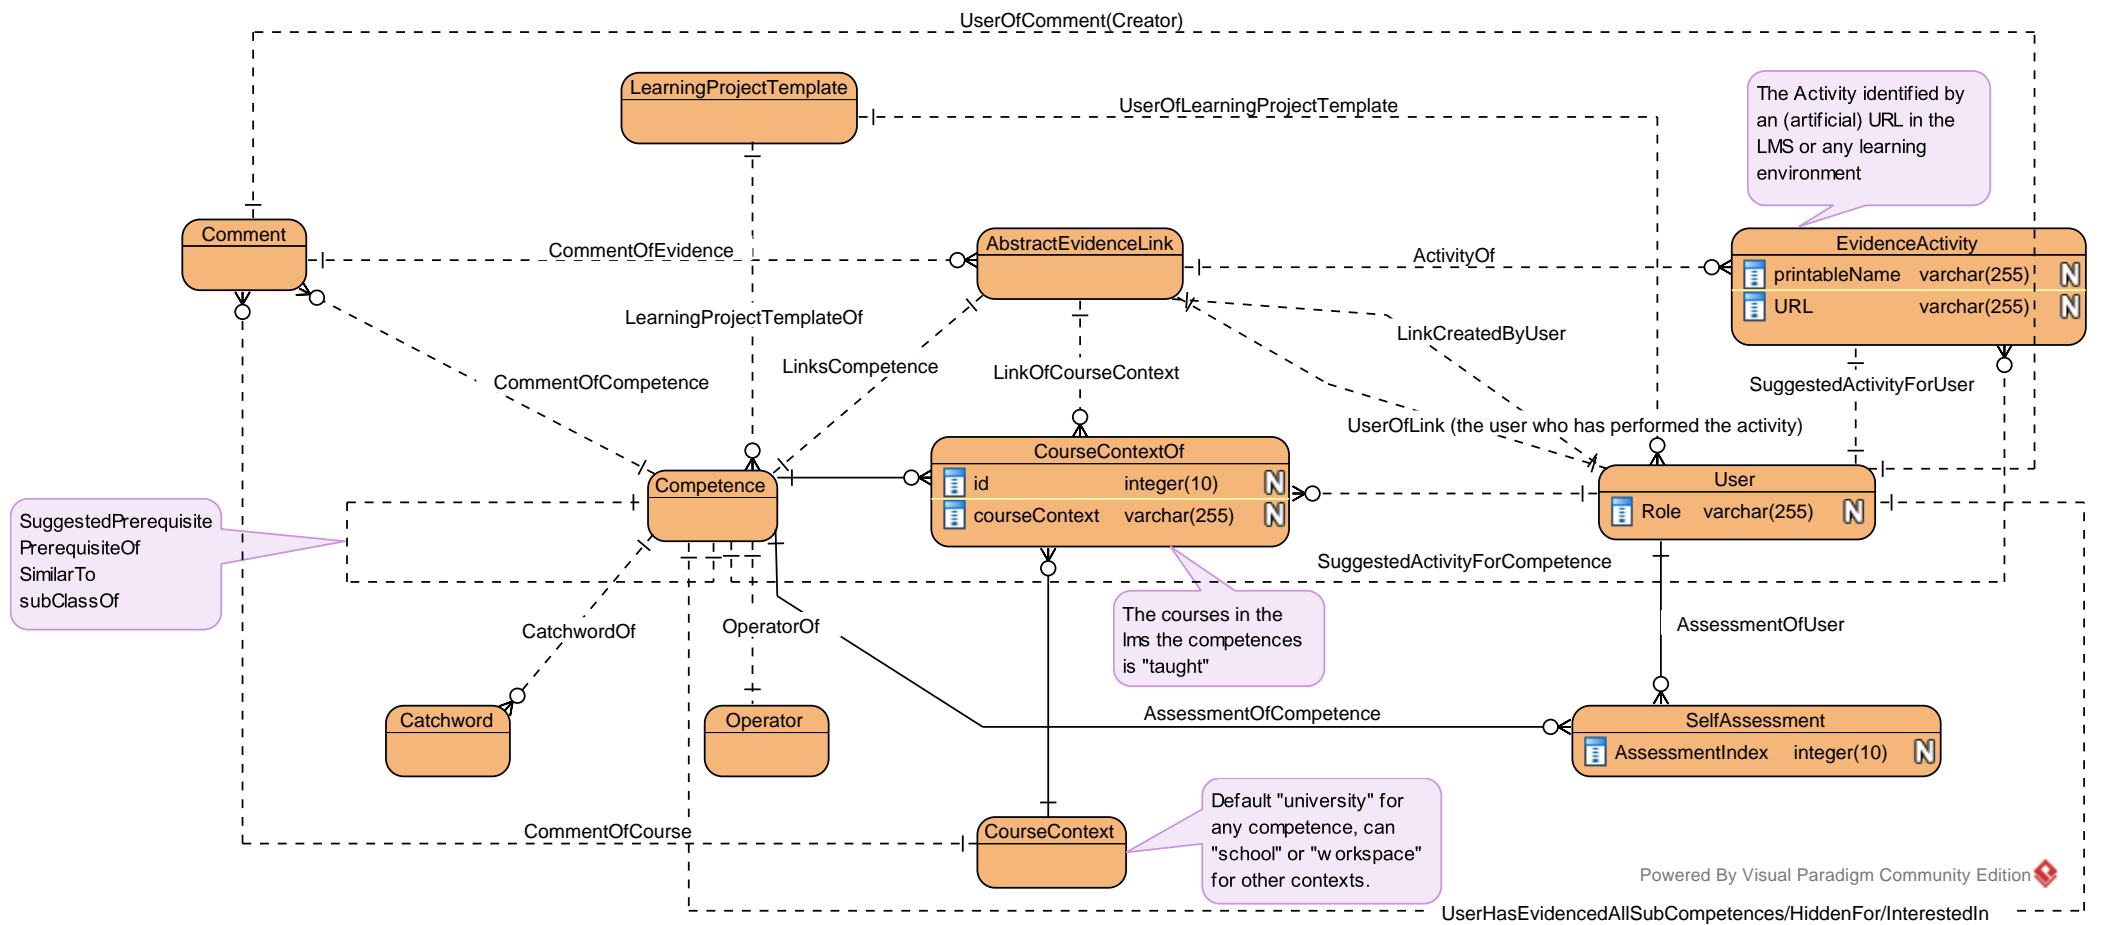 UserOfComment(Creator)
LearningProjectTemplate
UserOfLearningProjectTemplate
The Activity identified by
an (artificial) URL in the
LMS or any learning
environment
Comment
CommentOfEvidence
AbstractEvidenceLink
ActivityOf
EvidenceActivity
printableName varchar(255) N
URL varchar(255) N
LearningProjectTemplateOf
LinkCreatedByUser
LinksCompetence
LinkOfCourseContext
CommentOfCompetence
SuggestedActivityForUser
UserOfLink (the user who has performed the activity)
CourseContextOf
id integer(10) N
courseContext varchar(255) N
Competence
User
Role varchar(255) N
SuggestedPrerequisite
PrerequisiteOf
SimilarTo
subClassOf
SuggestedActivityForCompetence
The courses in the
lms the competences
is "taught"
CatchwordOf
OperatorOf
AssessmentOfUser
Catchword
Operator
AssessmentOfCompetence
SelfAssessment
AssessmentIndex integer(10) N
CommentOfCourse
CourseContext
Default "university" for
any competence, can
"school" or "workspace"
for other contexts.
Powered By Visual Paradigm Community Edition
UserHasEvidencedAllSubCompetences/HiddenFor/InterestedIn